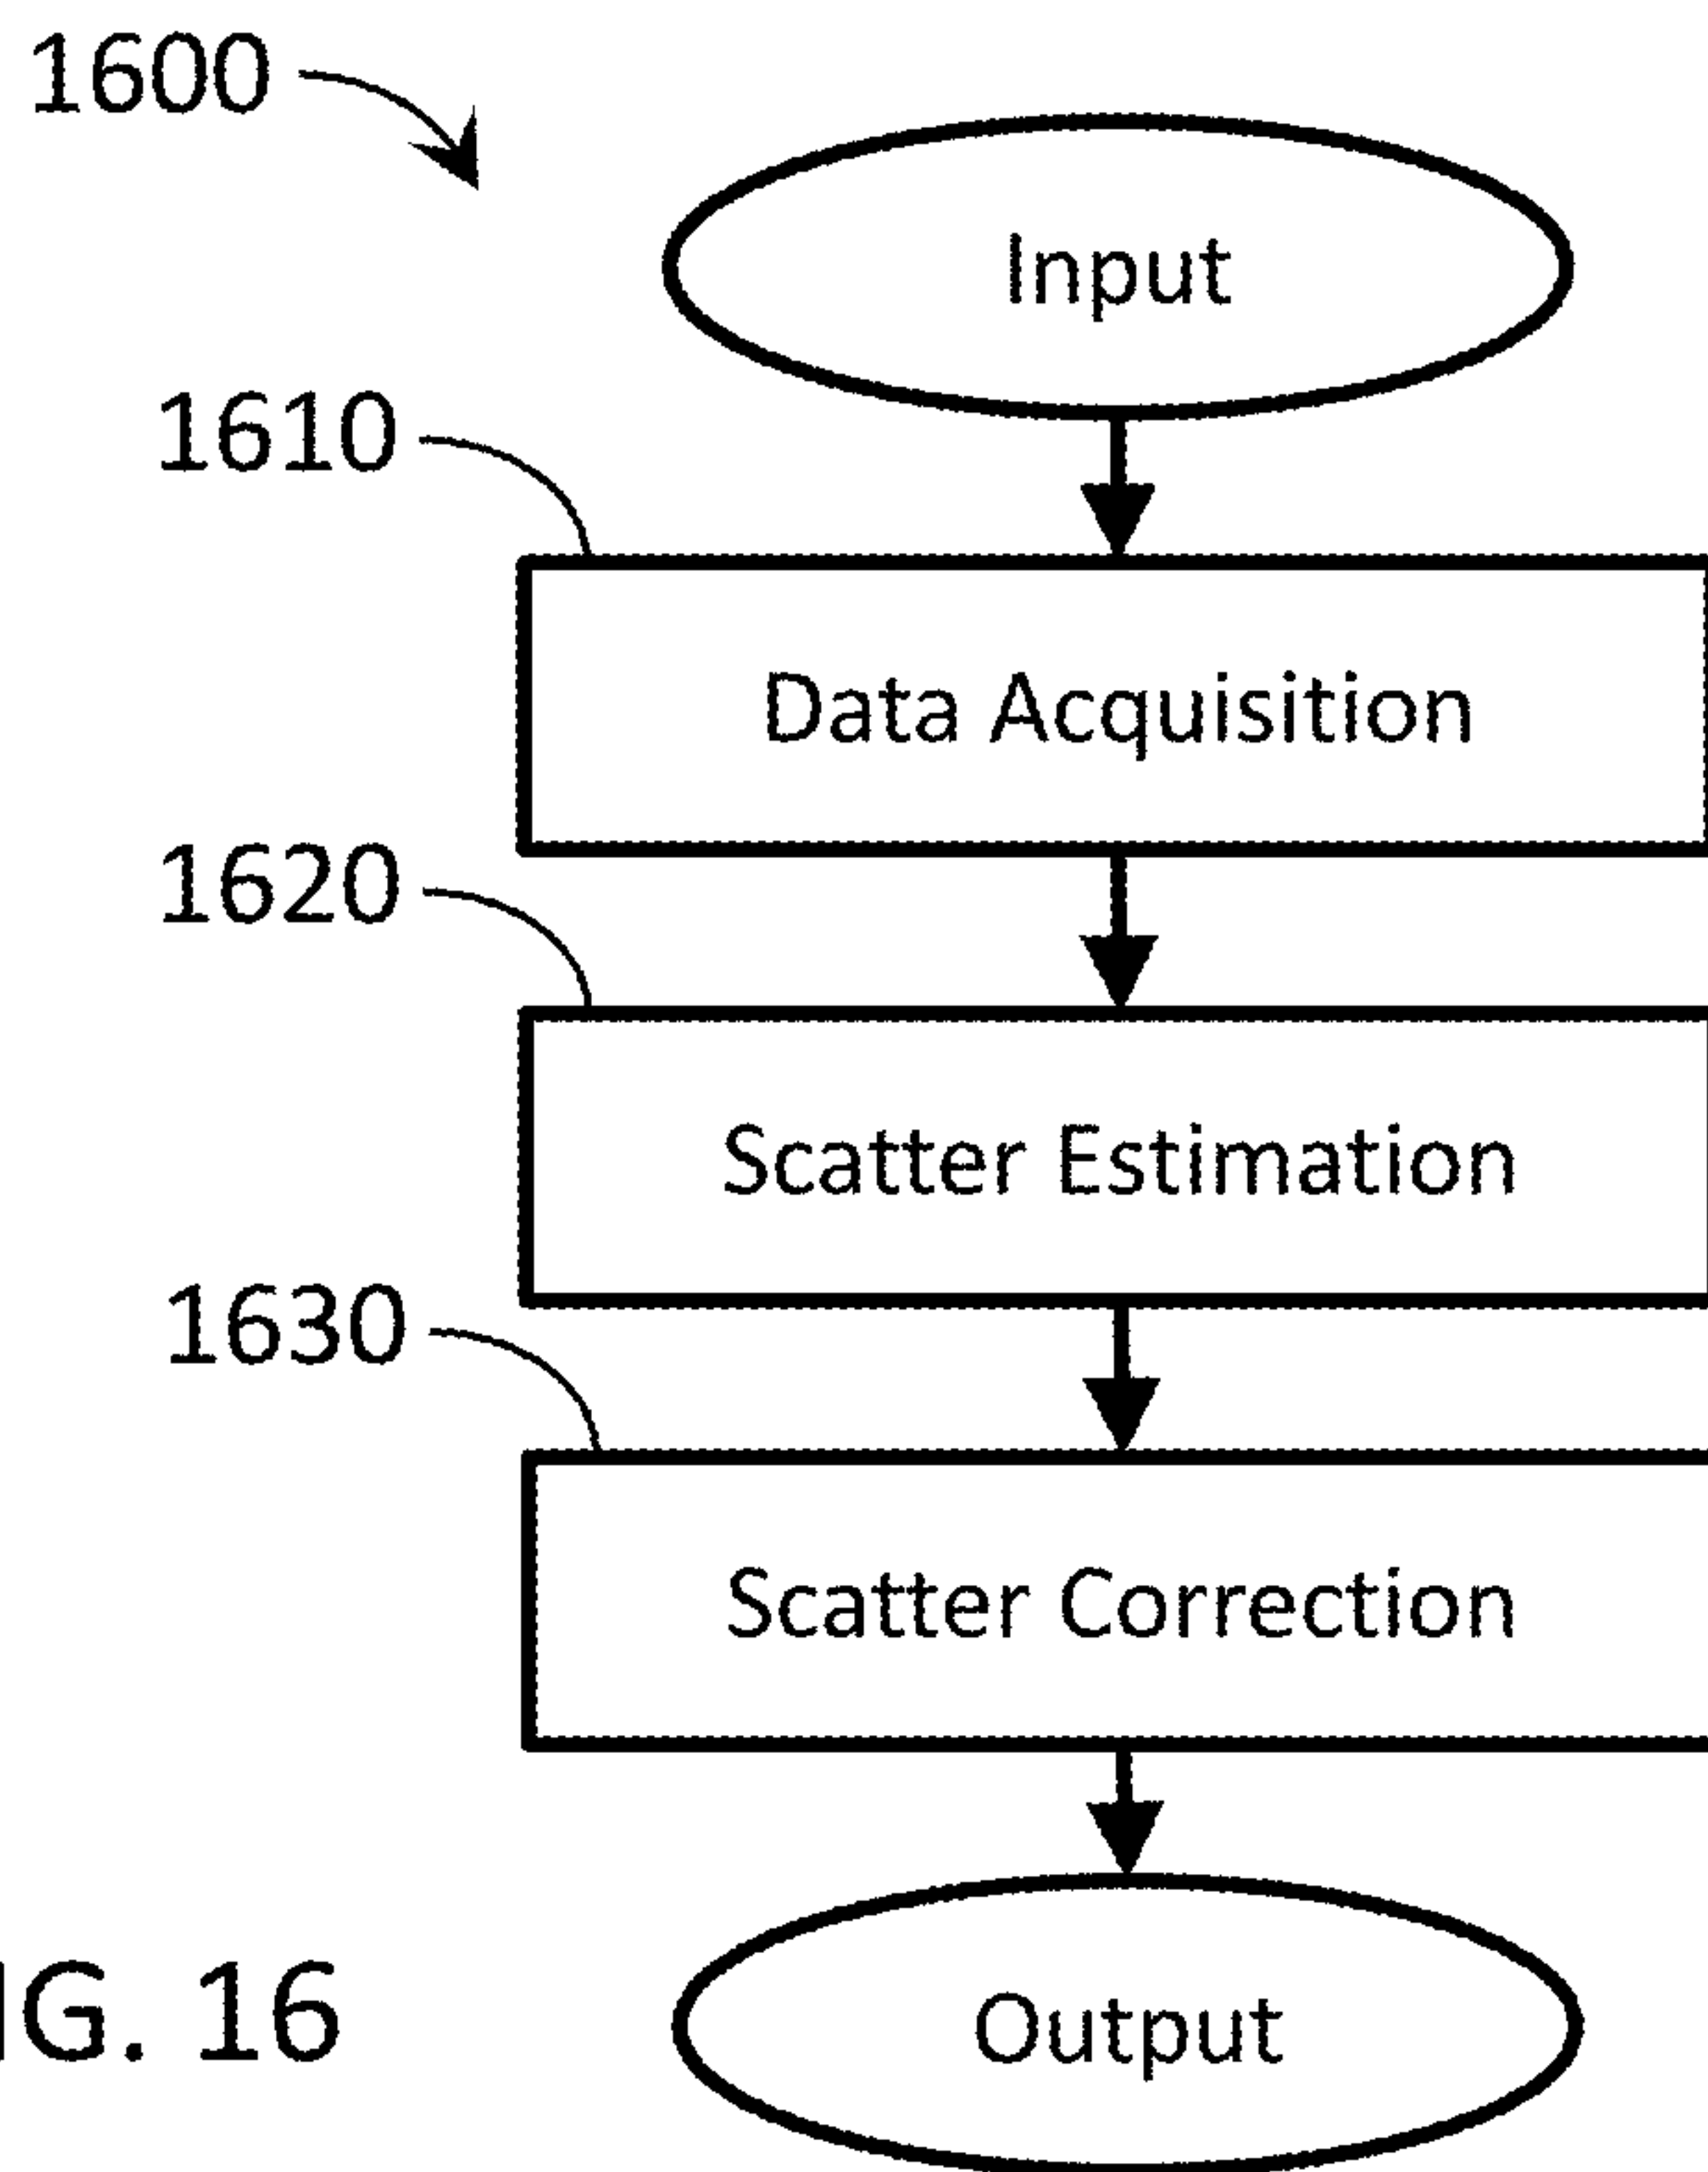 1600
Input
1610
Data Acquisition
1620
Scatter Estimation
1630
Scatter Correction
IG. 16
Output